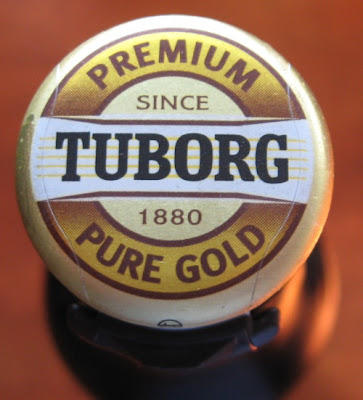 PREMIUM
SINCE
TUBORG
1880
PURE GOLD